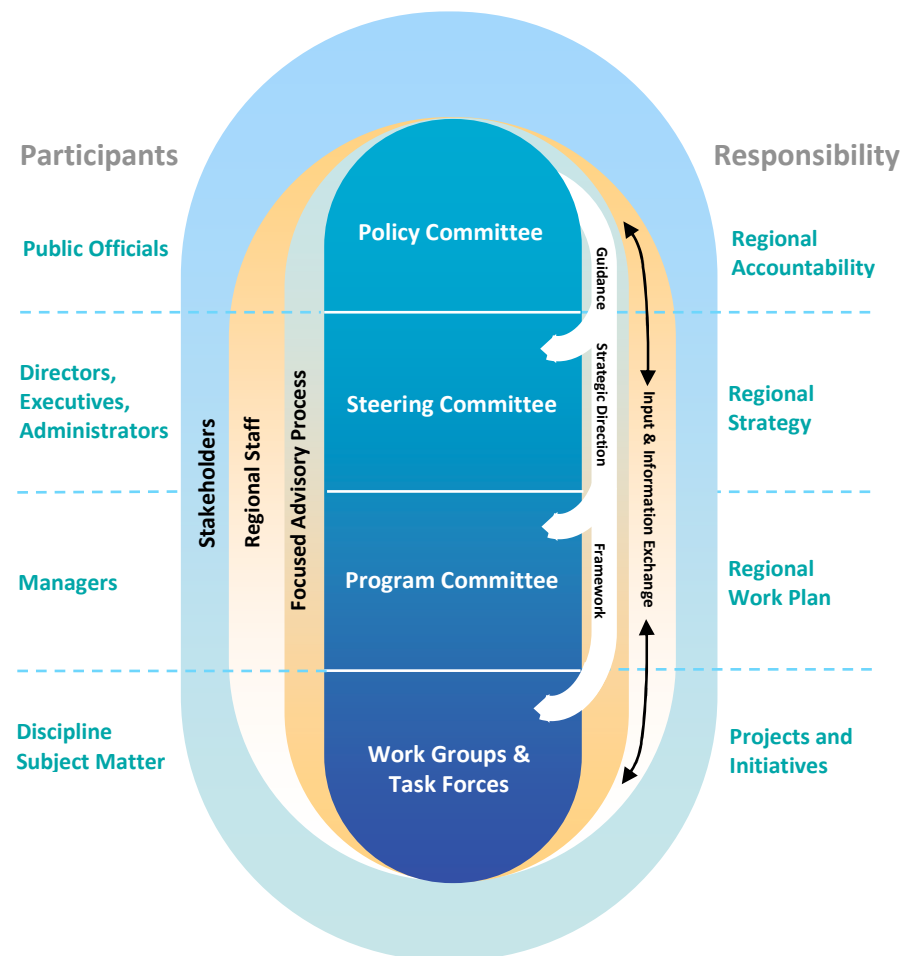 Participants
Responsibility
Public Officials
Policy Committee
Regional
Accountability
Guidance
Directors,
Executives,
Administrators
Steering Committee
Strategic Direction
Regional
Strategy
Stakeholders
Regional Staff
Focused Advisory Process
Input & Information Exchange
Managers
Program Committee
Framework
Regional
Work Plan
Discipline
Subject Matter
Work Groups &
Task Forces
Projects and
Initiatives